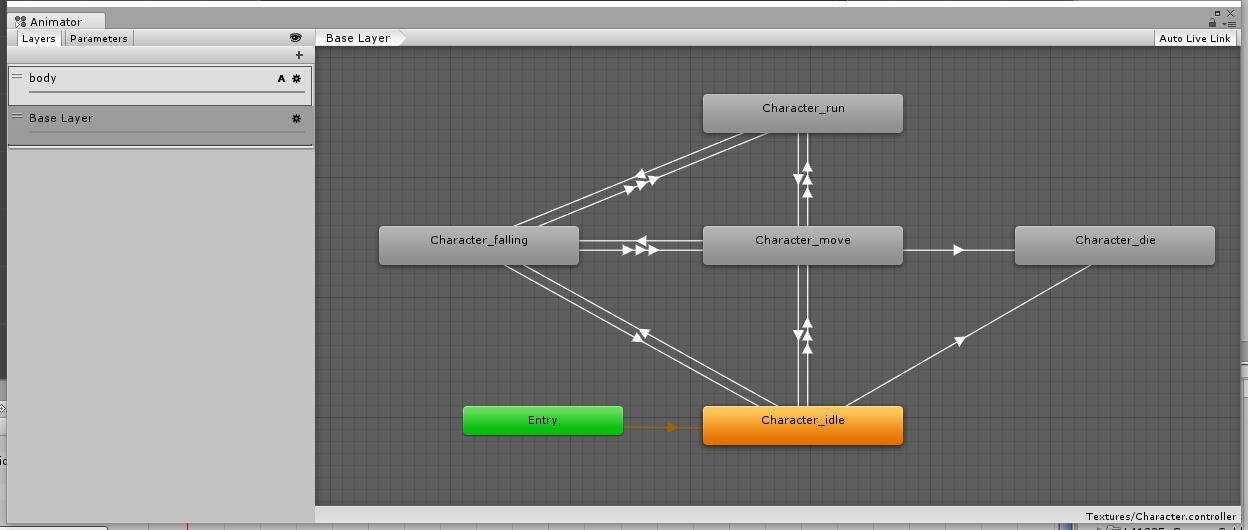 Animator
Layers Parameters
Base Layer
Auto Live Link
body A
Base Layer
Character_run
Character_falling
Character_move
Character_die
Entry
Character_idle
Textures/Character.controller